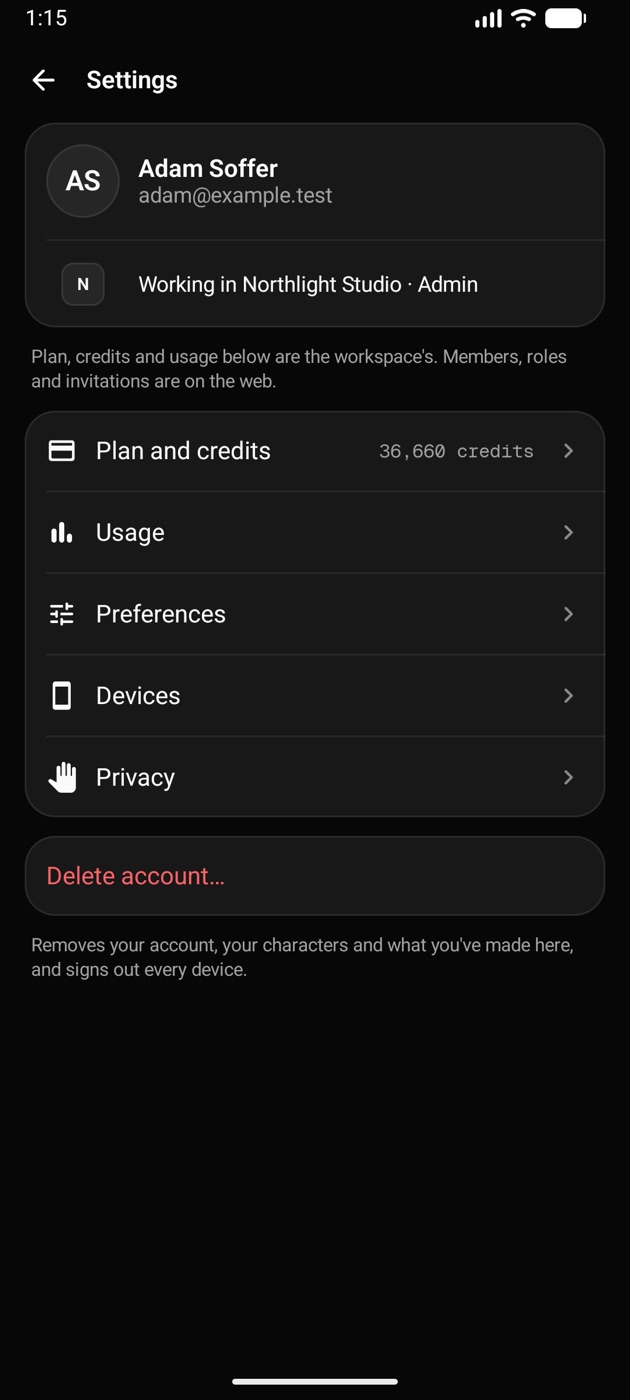 1:15
Settings
AS
Adam Soffer
adam@example.test
N
Working in Northlight Studio · Admin
Plan, credits and usage below are the workspace's. Members, roles
and invitations are on the web.
Plan and credits
36,660 credits
Usage
Preferences
Devices
Privacy
Delete account…
Removes your account, your characters and what you've made here,
and signs out every device.